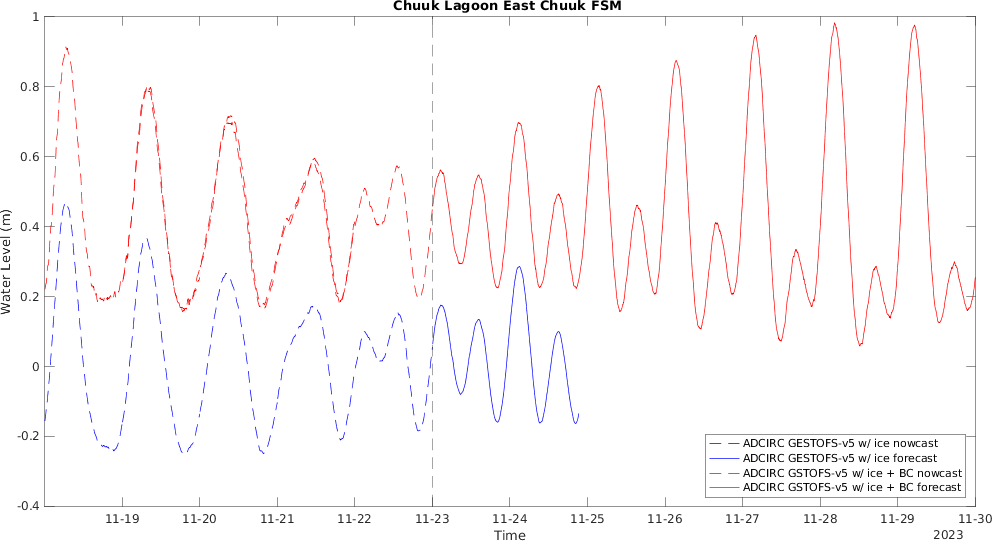 Chuuk Lagoon East Chuuk FSM
1
0.8
0.6
0.4
0.2
0
-0.2
-0.4
Water Level (m)
ADCIRC GESTOFS-v5 w/ ice nowcast
ADCIRC GESTOFS-v5 w/ ice forecast
ADCIRC GSTOFS-v5 w/ ice + BC nowcast
ADCIRC GSTOFS-v5 w/ ice + BC forecast
11-19 11-20 11-21 11-22 11-23 11-24 11-25 11-26 11-27 11-28 11-29 11-30
Time
2023